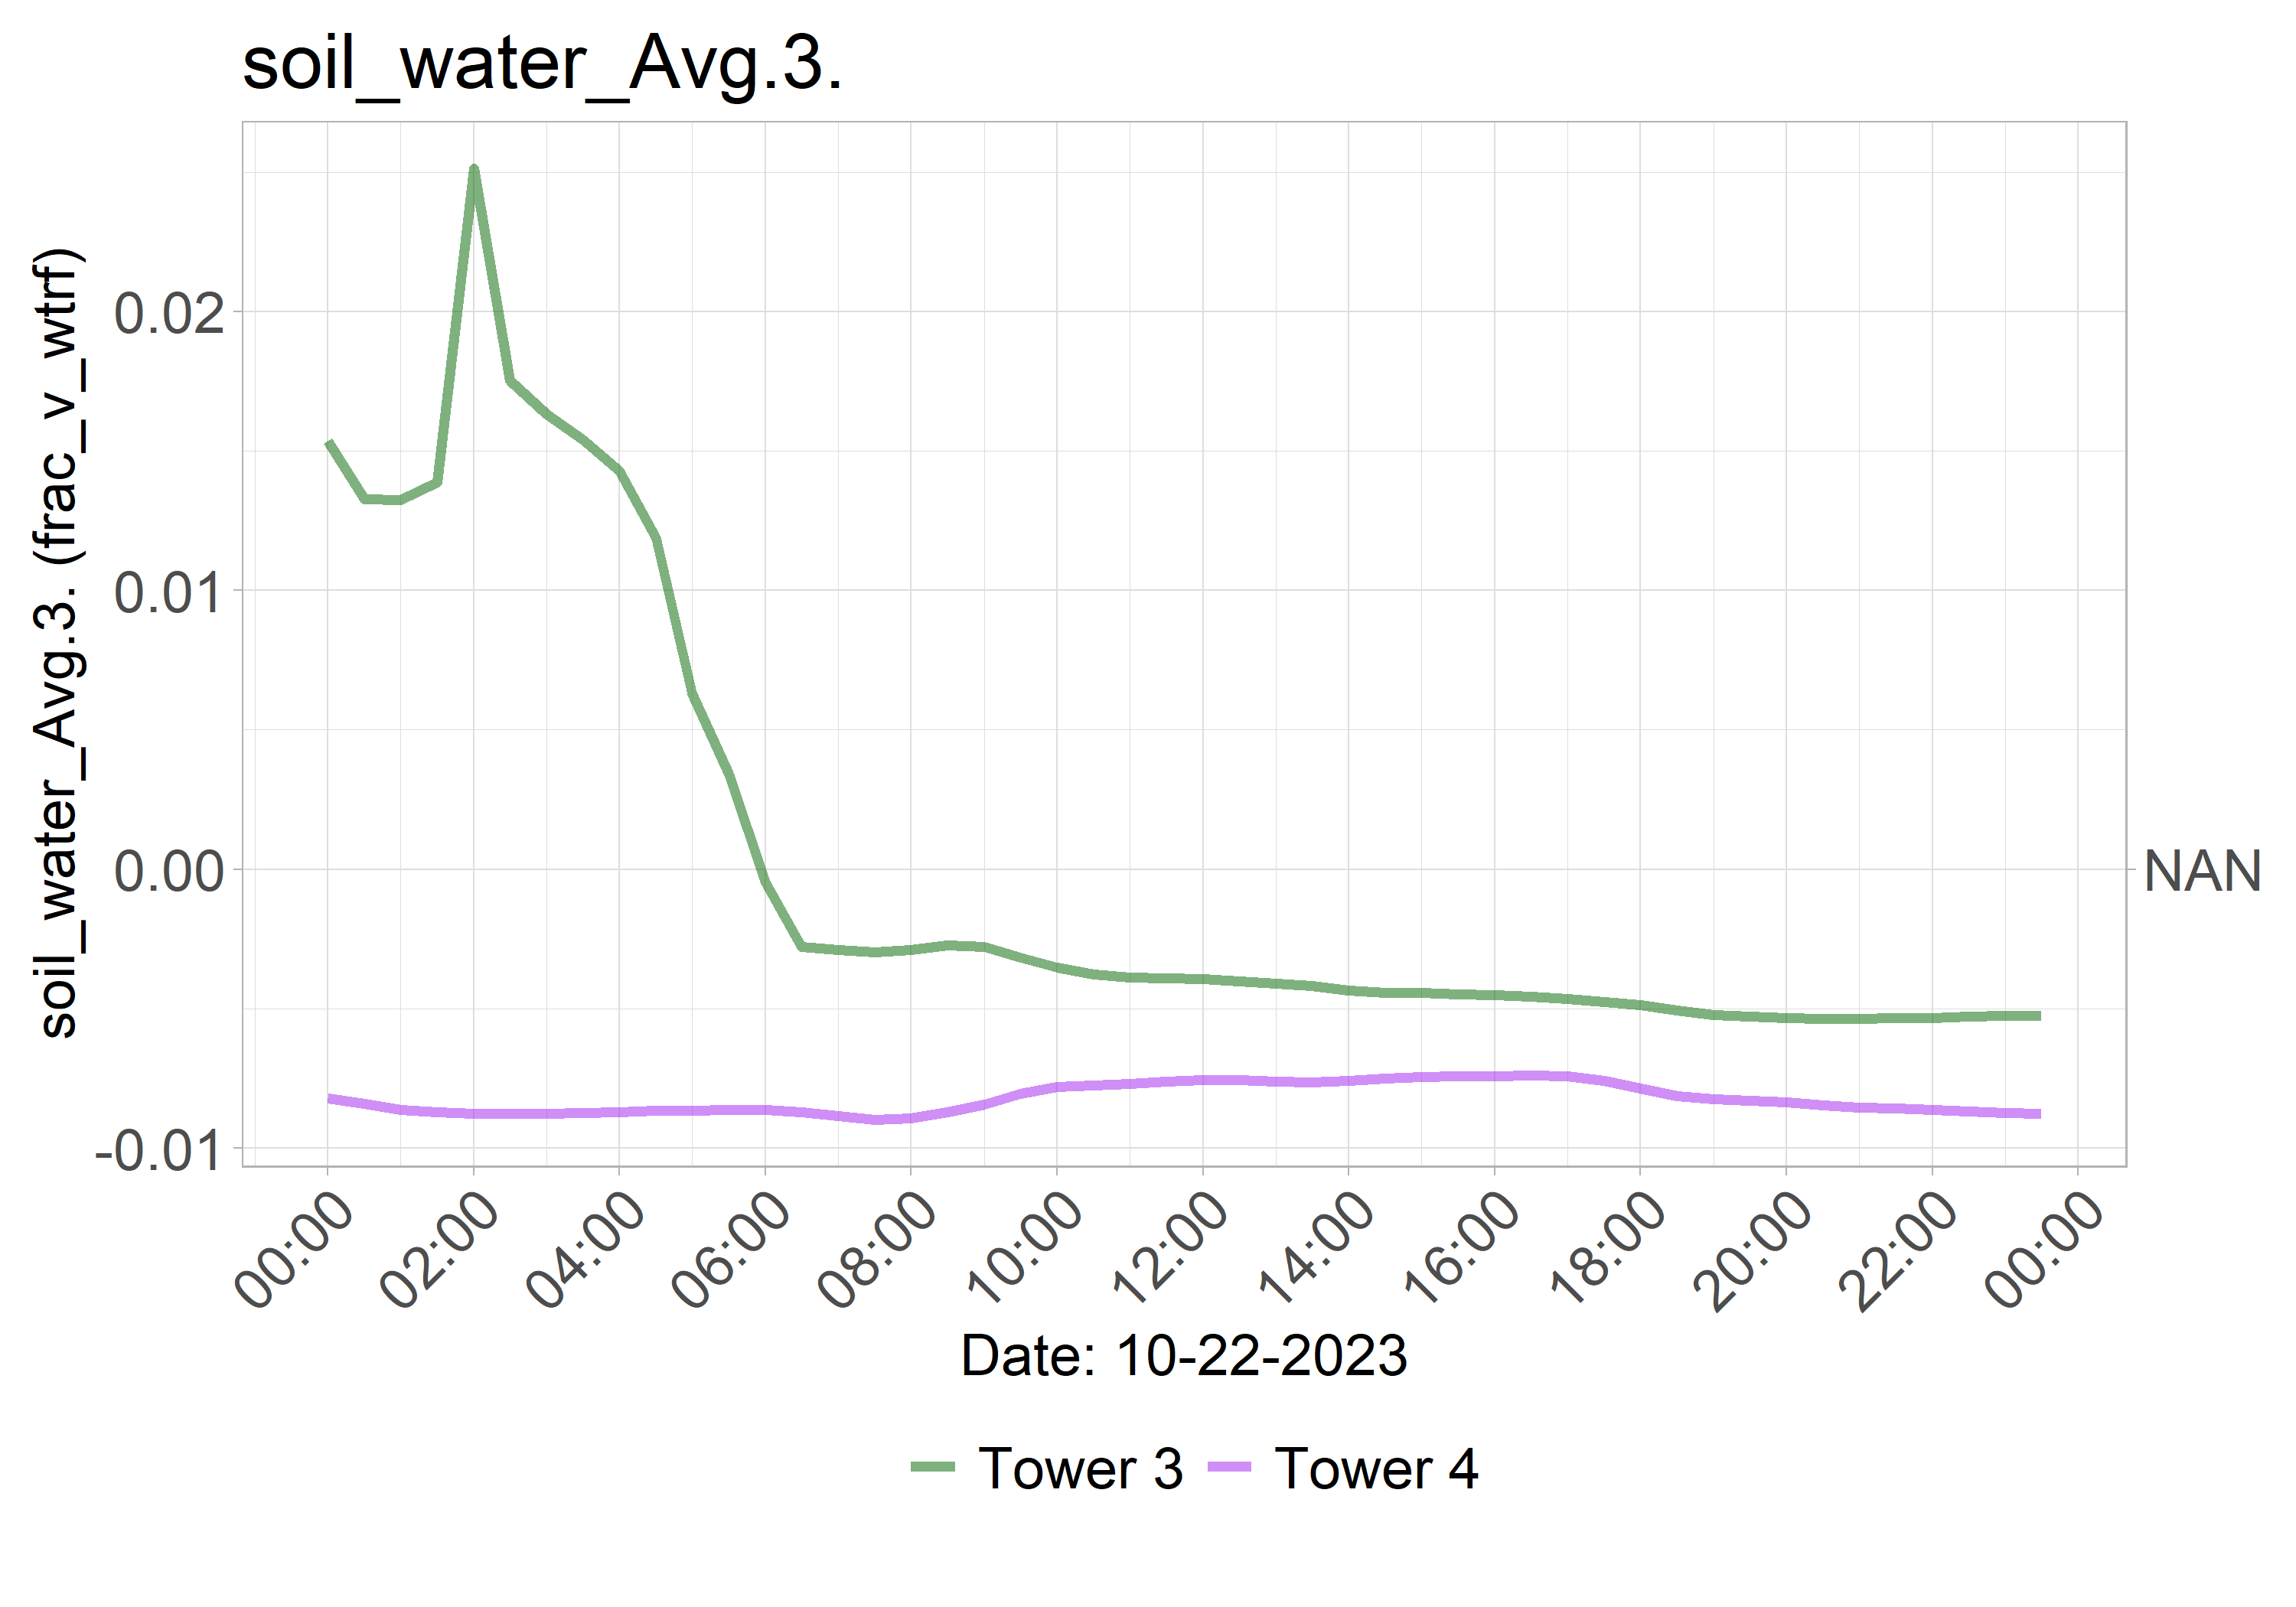 soil_water_Avg.3.
soil_water_Avg.3. (frac_v_wtrf)
0.02
0.01
0.00
-0.01
NAN
00:00
02:00
04:00
06:00
08:00
10:00
12:00
14:00
16:00
18:00
20:00
22:00
00:00
Date: 10-22-2023
Tower 3
Tower 4